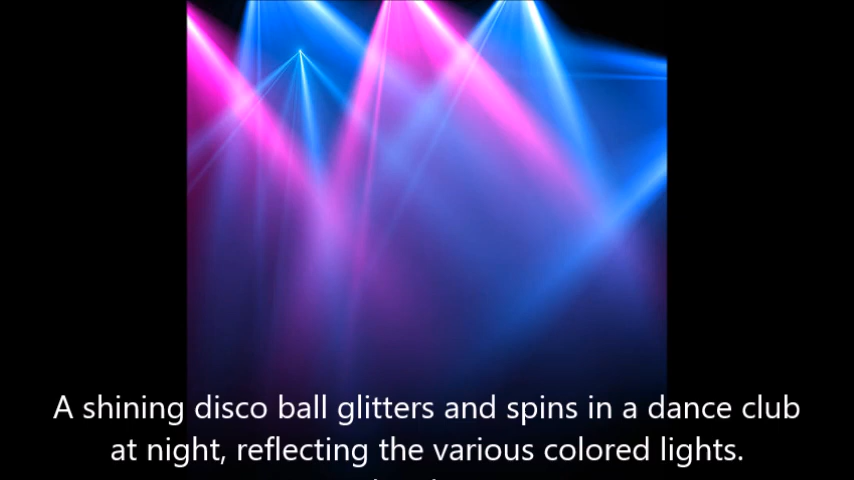 A shining disco ball glitters and spins in a dance club
at night, reflecting the various colored lights.